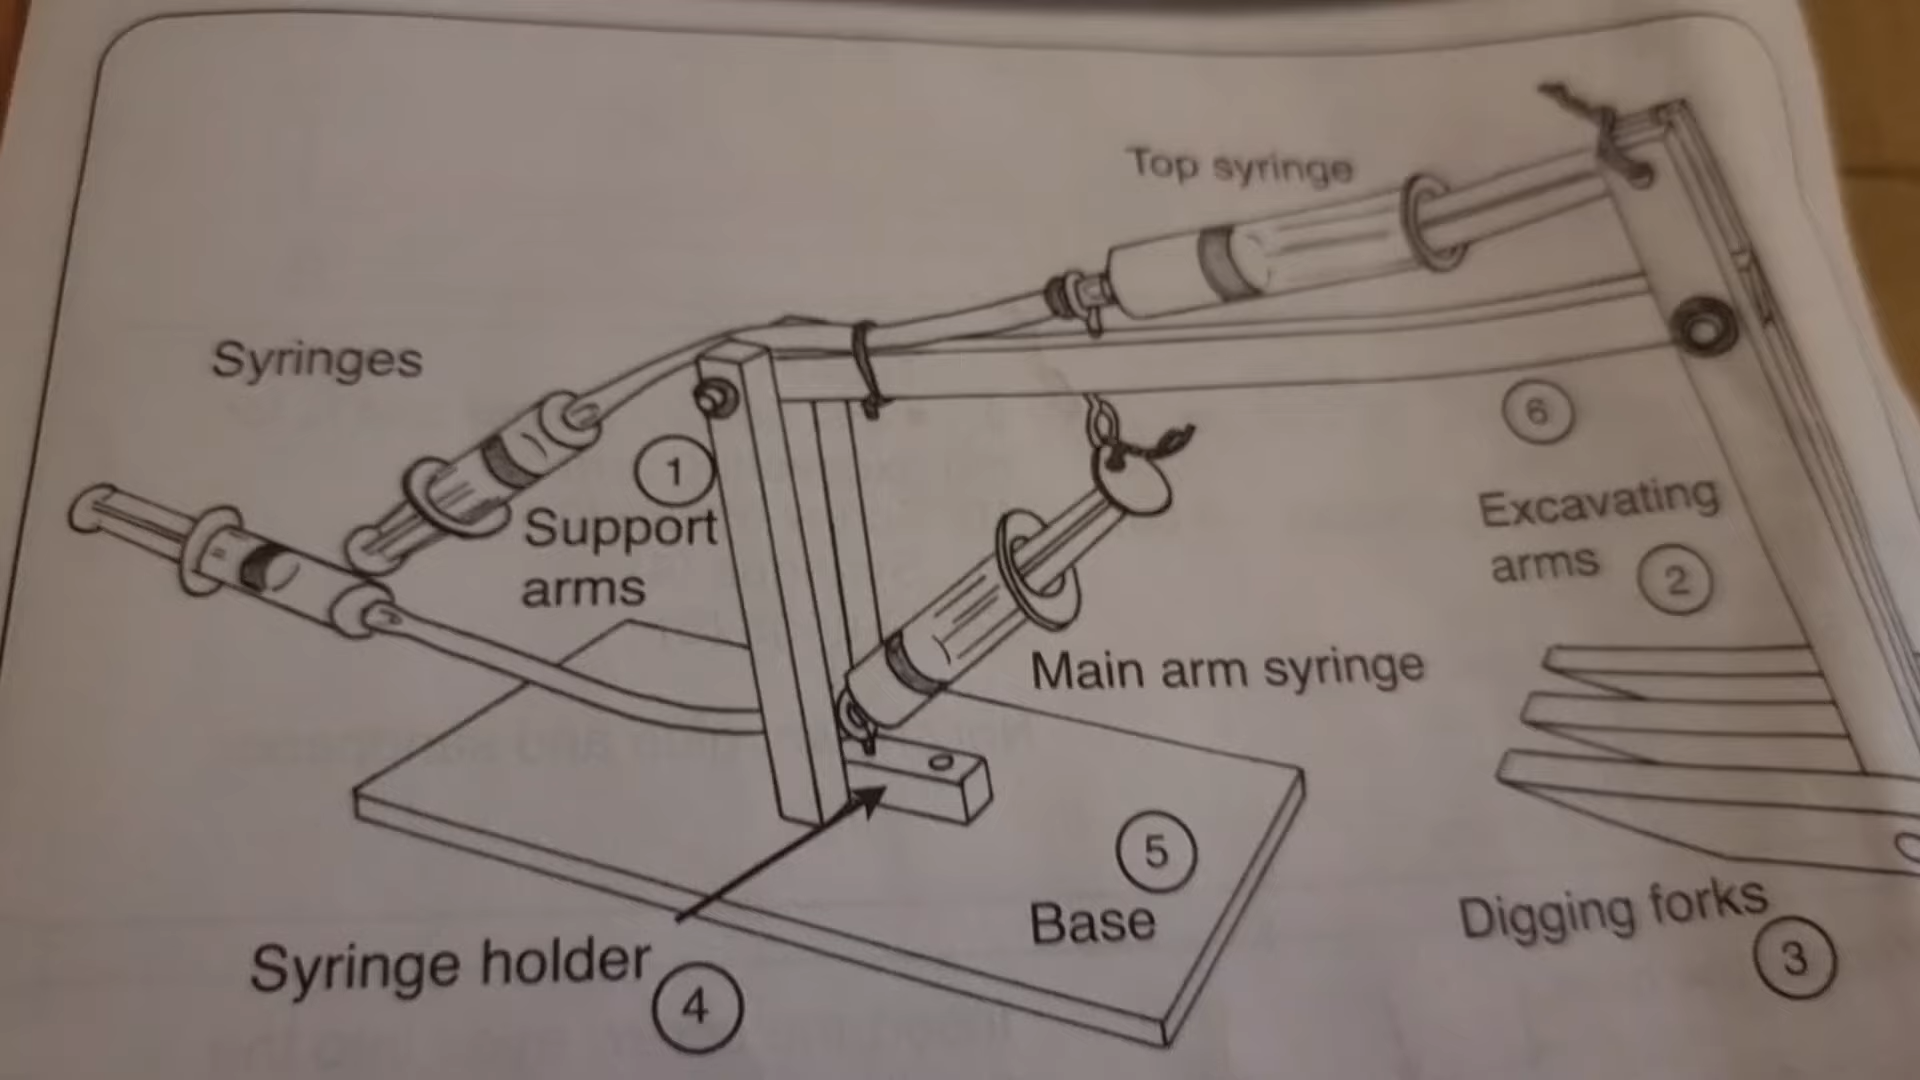 Top syringe
Syringes
6
1
Support
arms
Excavating
arms
2
Main arm syringe
5
Base
Digging forks
3
Syringe holder
4